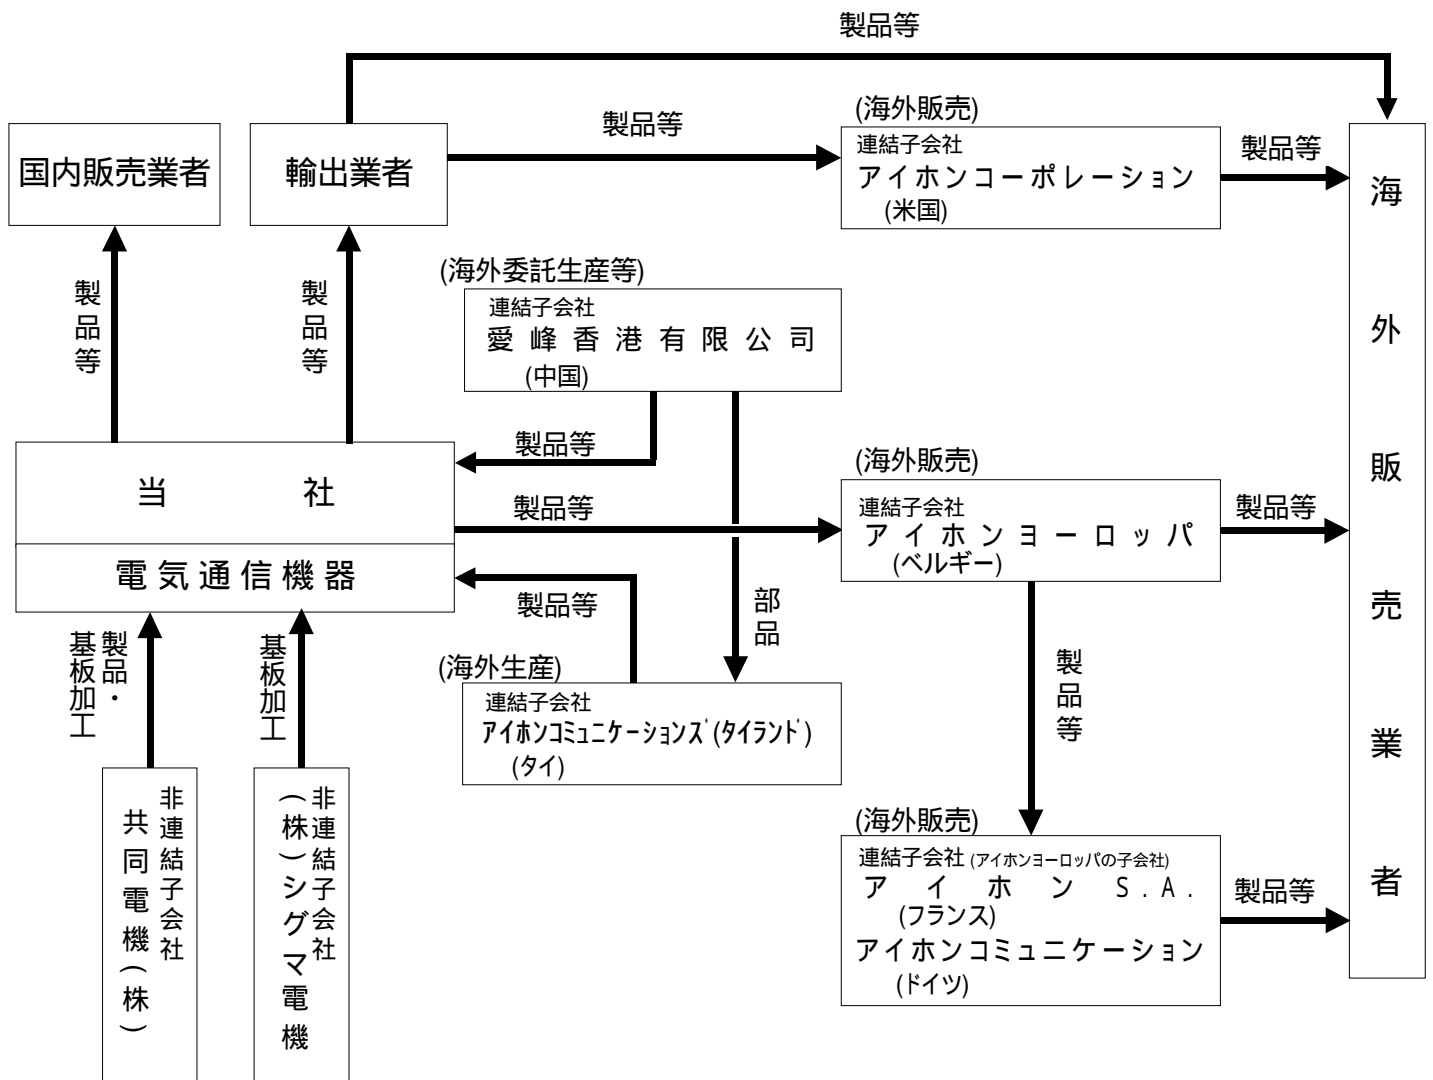 製品等
(海外販売)
製品等
連結子会社
アイホンコーポレーション
(米国)
製品等
国内販売業者
輸出業者
海外販売業者
(海外委託生産等)
連結子会社
愛峰香港有限公司
(中国)
製品等
製品等
製品等
(海外販売)
当社
製品等
連結子会社
アイホンヨーロッパ
(ベルギー)
製品等
電気通信機器
製品等
部品
製品・
基板加工
基板加工
(海外生産)
連結子会社
アイホンコミュニケーションズ(タイランド)
(タイ)
製品等
非連結子会社
共同電機(株)
非連結子会社
(株)シグマ電機
(海外販売)
連結子会社(アイホンヨーロッパの子会社)
アイホン S.A.
(フランス)
アイホンコミュニケーション
(ドイツ)
製品等